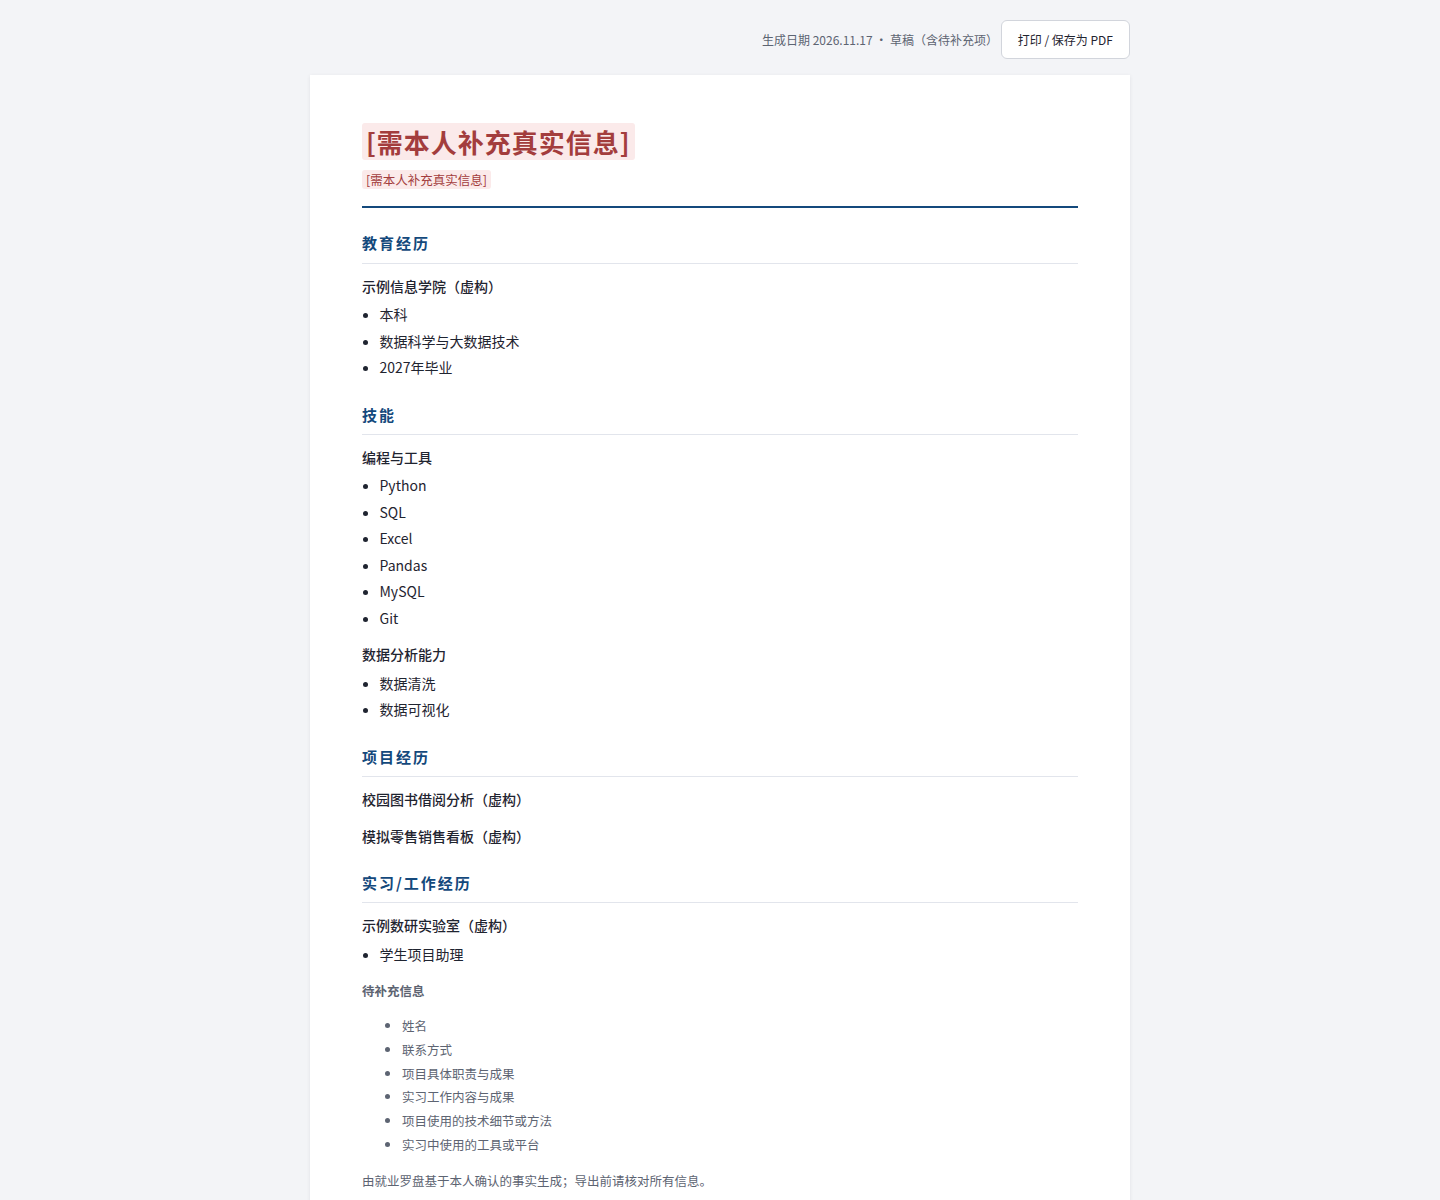 生成日期 2026.11.17 · 草稿（含待补充项）
打印 / 保存为 PDF
[需本人补充真实信息]
[需本人补充真实信息]
教育经历
示例信息学院（虚构）
本科
数据科学与大数据技术
2027年毕业
技能
编程与工具
Python
SQL
Excel
Pandas
MySQL
Git
数据分析能力
数据清洗
数据可视化
项目经历
校园图书借阅分析（虚构）
模拟零售销售看板（虚构）
实习/工作经历
示例数研实验室（虚构）
学生项目助理
待补充信息
姓名
联系方式
项目具体职责与成果
实习工作内容与成果
项目使用的技术细节或方法
实习中使用的工具或平台
由就业罗盘基于本人确认的事实生成；导出前请核对所有信息。